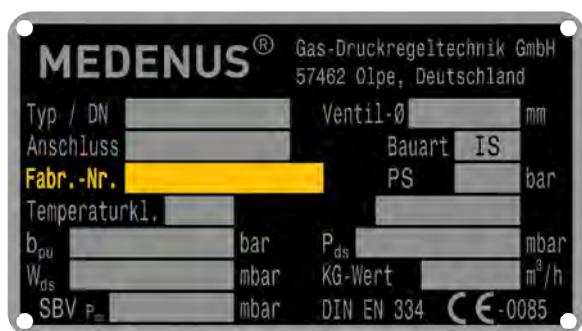 MEDENUS® Gas-Druckregeltechnik GmbH
57462 Olpe, Deutschland
Typ / DN Ventil-Ø mm
Anschluss Bauart IS
Fabr.-Nr. PS bar
Temperaturkl.
bpu bar Pds mbar
Wds mbar KG-Wert m³/h
SBV mbar DIN EN 334 CE-0085